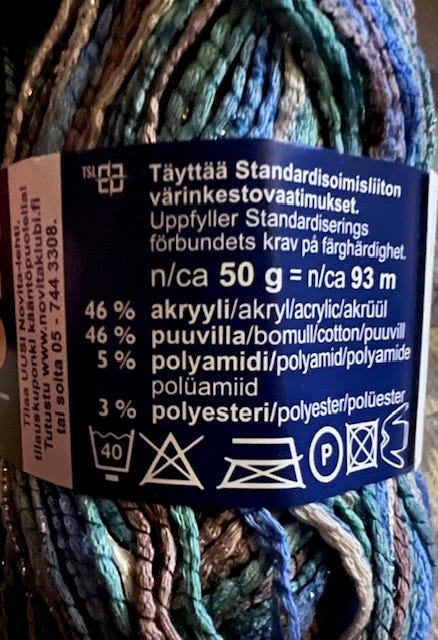 TSL
Täyttää Standardisoimisliiton
värinkestovaatimukset.
Uppfyller Standardiserings
förbundets krav på färghärdighet.
n/ca 50 g = n/ca 93 m
46 % akryyli/akryl/acrylic/akrüül
46 % puuvilla/bomull/cotton/puuvill
5 % polyamidi/polyamid/polyamide
polüamiid
3 % polyesteri/polyester/polüester
40
P
Tilaa UUSI Novita-lehti.
tilauskuponki kääntöpuolella!
Tutustu www.novitaklubi.fi
tai soita 05 - 744 3308.